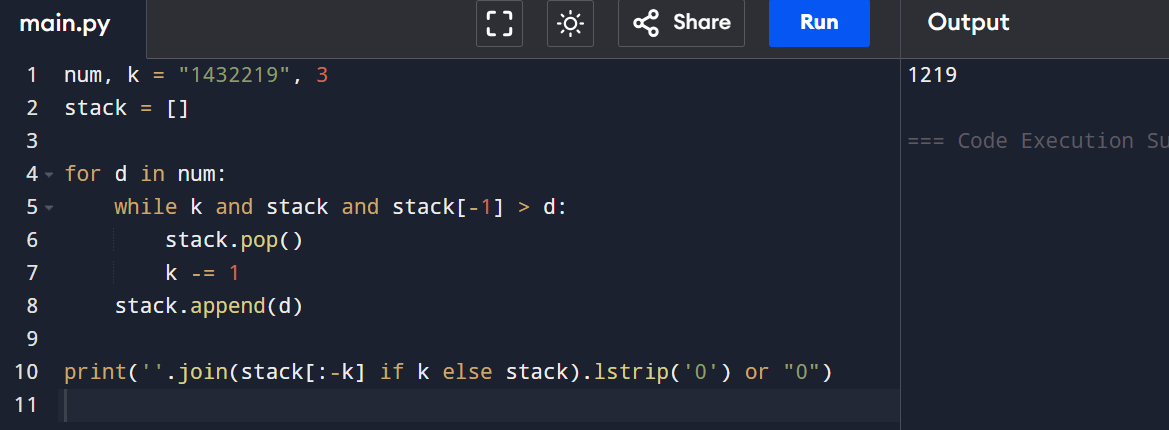 main.py
Share
Run
Output
1 num, k = "1432219", 3
2 stack = []
3
4 for d in num:
5     while k and stack and stack[-1] > d:
6         stack.pop()
7         k -= 1
8     stack.append(d)
9
10 print(''.join(stack[:-k] if k else stack).lstrip('0') or "0")
11
1219
=== Code Execution Su